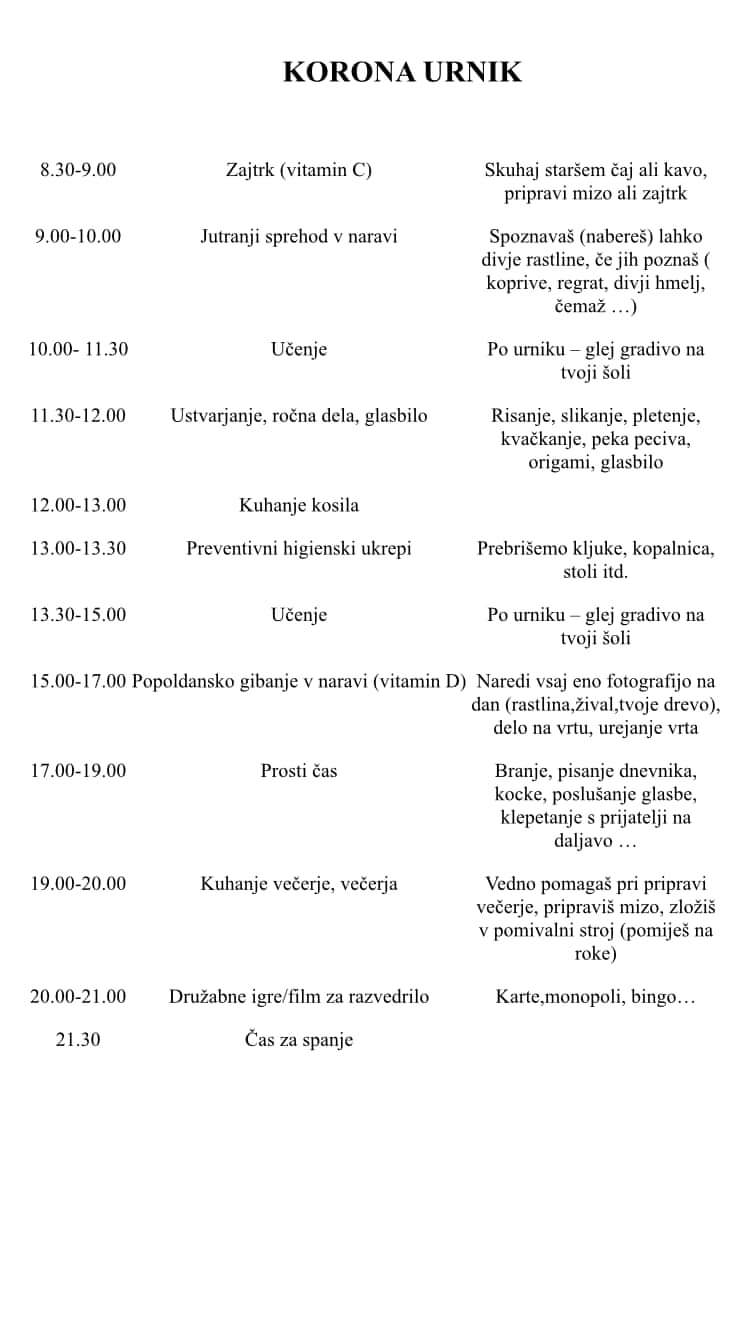 KORONA URNIK
8.30-9.00 Zajtrk (vitamin C) Skuhaj staršem čaj ali kavo,
pripravi mizo ali zajtrk
9.00-10.00 Jutranji sprehod v naravi Spoznavaš (nabereš) lahko
divje rastline, če jih poznaš (
koprive, regrat, divji hmelj,
čemaž …)
10.00- 11.30 Učenje Po urniku – glej gradivo na
tvoji šoli
11.30-12.00 Ustvarjanje, ročna dela, glasbilo Risanje, slikanje, pletenje,
kvačkanje, peka peciva,
origami, glasbilo
12.00-13.00 Kuhanje kosila
13.00-13.30 Preventivni higienski ukrepi Prebrišemo kljuke, kopalnica,
stoli itd.
13.30-15.00 Učenje Po urniku – glej gradivo na
tvoji šoli
15.00-17.00 Popoldansko gibanje v naravi (vitamin D) Naredi vsaj eno fotografijo na
dan (rastlina,žival,tvoje drevo),
delo na vrtu, urejanje vrta
17.00-19.00 Prosti čas Branje, pisanje dnevnika,
kocke, poslušanje glasbe,
klepetanje s prijatelji na
daljavo …
19.00-20.00 Kuhanje večerje, večerja Vedno pomagaš pri pripravi
večerje, pripraviš mizo, zložiš
v pomivalni stroj (pomiješ na
roke)
20.00-21.00 Družabne igre/film za razvedrilo Karte,monopoli, bingo…
21.30 Čas za spanje